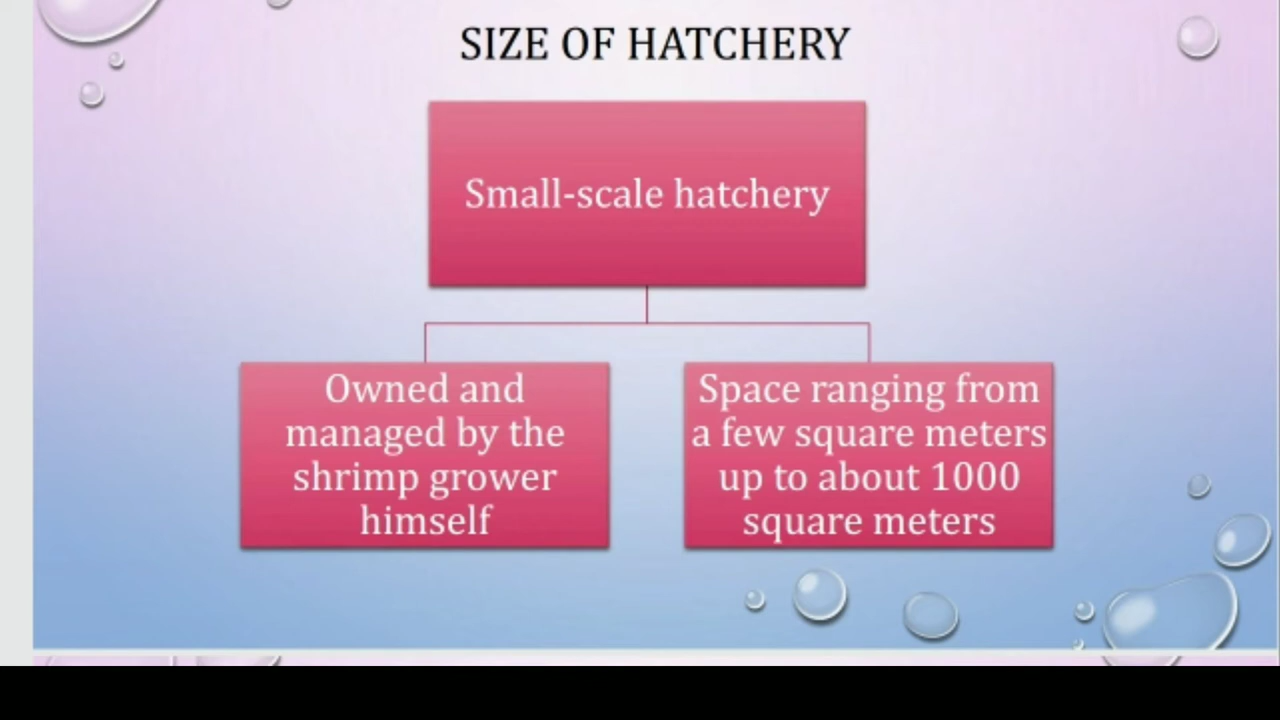 SIZE OF HATCHERY
Small-scale hatchery
Owned and
managed by the
shrimp grower
himself
Space ranging from
a few square meters
up to about 1000
square meters